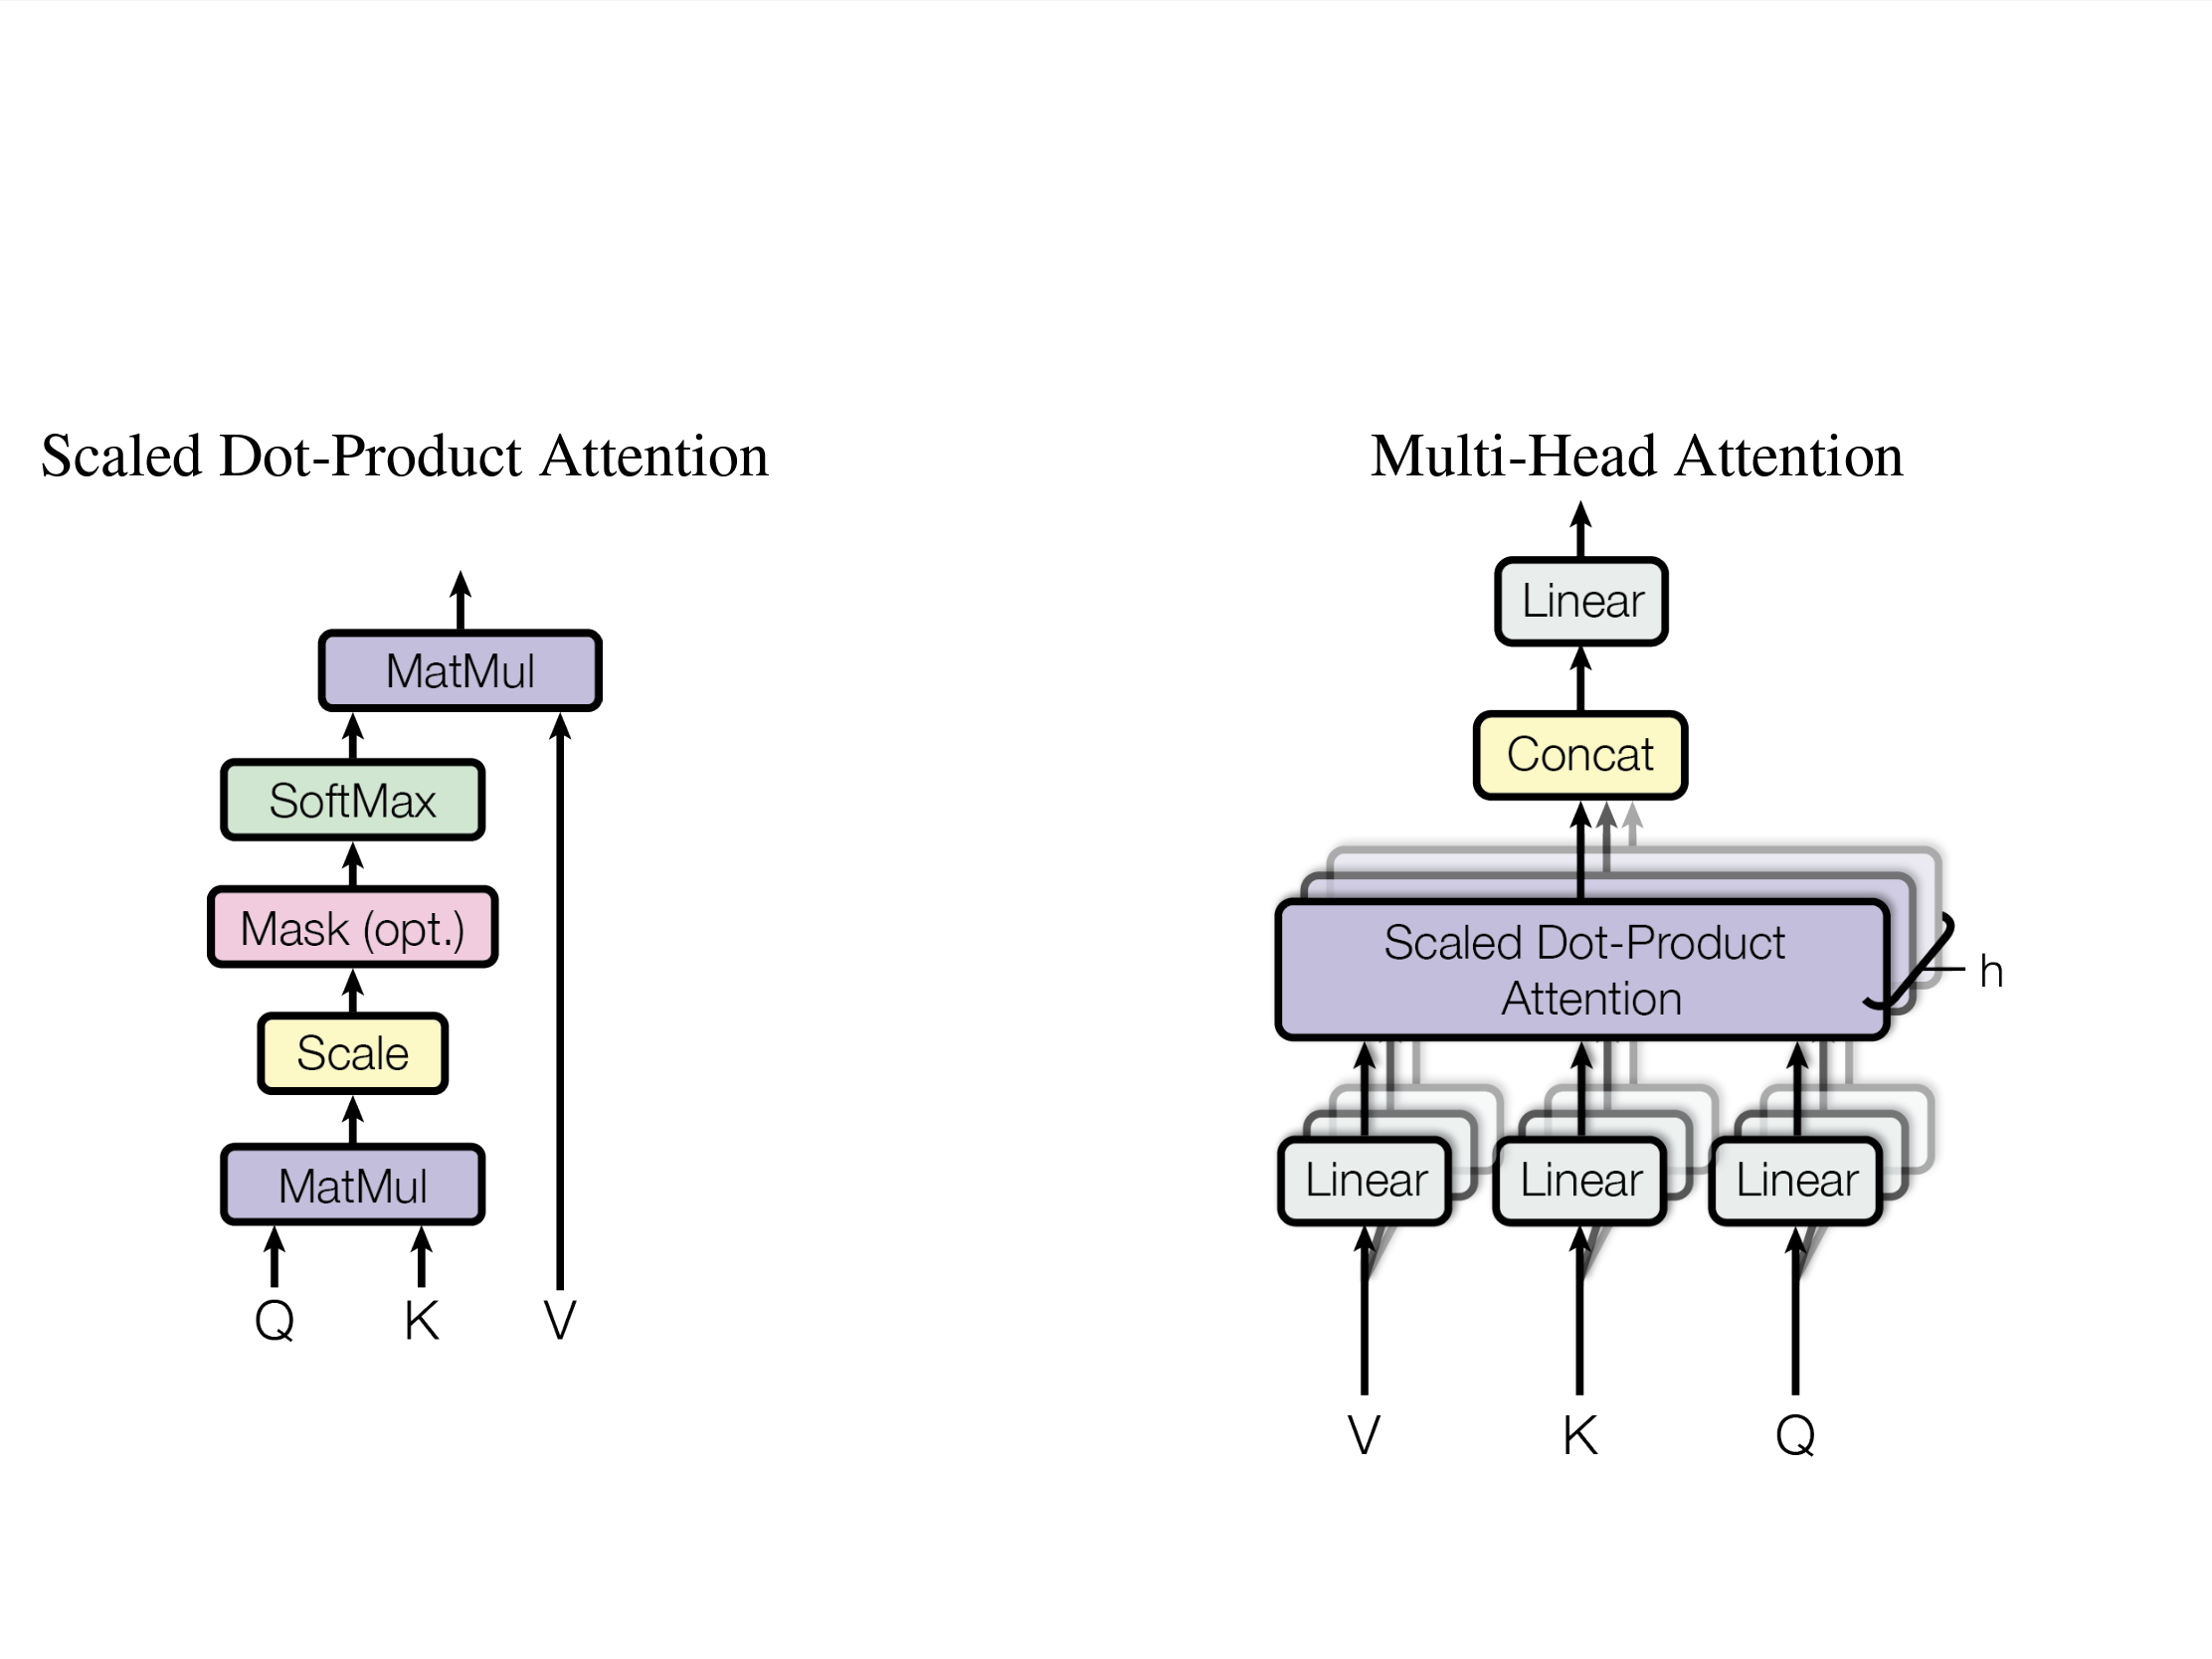 Scaled Dot-Product Attention
MatMul
SoftMax
Mask (opt.)
Scale
MatMul
Q K V
Multi-Head Attention
Linear
Concat
Scaled Dot-Product
Attention
h
Linear Linear Linear
V K Q